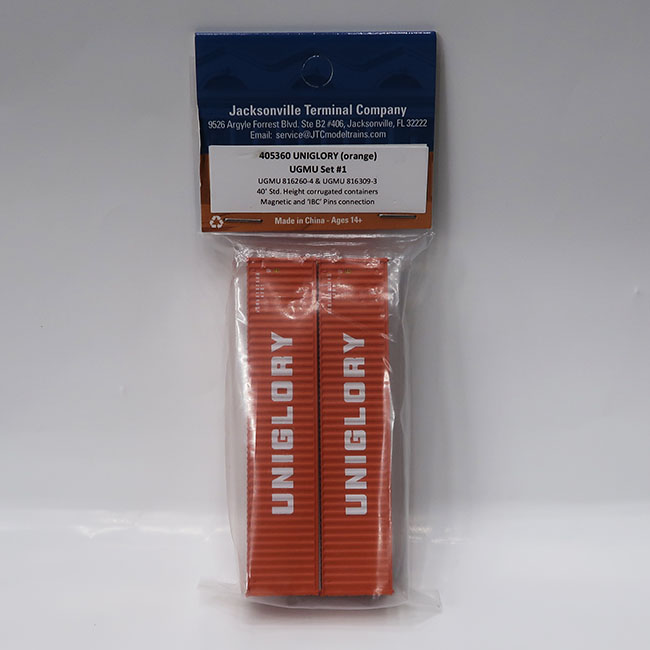 Jacksonville Terminal Company
9526 Argyle Forrest Blvd. Ste B2 #406, Jacksonville, FL 32222
Email: service@JTCmodeltrains.com
405360 UNIGLORY (orange)
UGMU Set #1
UGMU 816260-4 & UGMU 816309-3
40' Std. Height corrugated containers
Magnetic and 'IBC' Pins connection
Made in China - Ages 14+
UNIGLORY
UNIGLORY